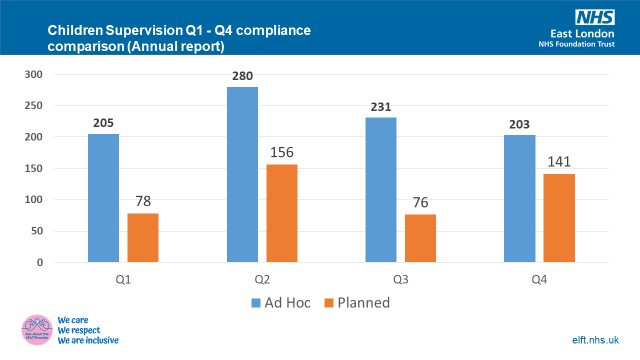 Children Supervision Q1 - Q4 compliance
comparison (Annual report)
NHS
East London
NHS Foundation Trust
300
250
200
150
100
50
0
205
78
280
156
231
76
203
141
Q1
Q2
Q3
Q4
Ad Hoc
Planned
We care
We respect
We are inclusive
elft.nhs.uk